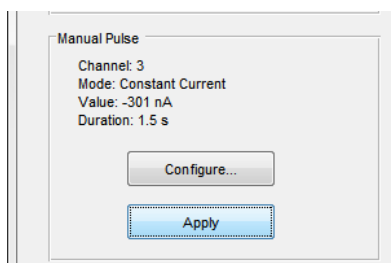 Manual Pulse
Channel: 3
Mode: Constant Current
Value: -301 nA
Duration: 1.5 s
Configure...
Apply